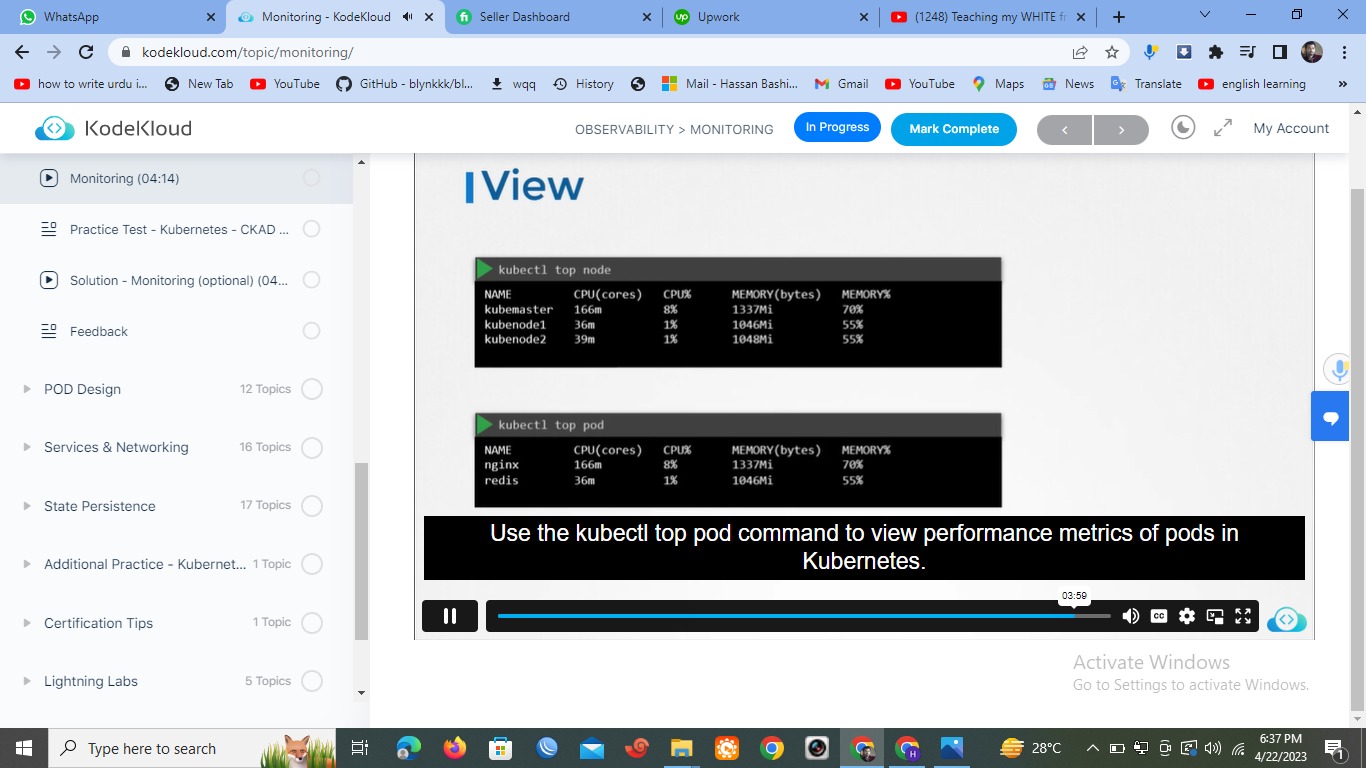 WhatsApp
Monitoring - KodeKloud
Seller Dashboard
Upwork
(1248) Teaching my WHITE fr
kodekloud.com/topic/monitoring/
how to write urdu i...
New Tab
YouTube
GitHub - blynkkk/bl...
wqq
History
Mail - Hassan Bashi...
Gmail
YouTube
Maps
News
Translate
english learning
»
KodeKloud
OBSERVABILITY > MONITORING
In Progress
Mark Complete
My Account
Monitoring (04:14)
Practice Test - Kubernetes - CKAD ...
Solution - Monitoring (optional) (04...
Feedback
POD Design 12 Topics
Services & Networking 16 Topics
State Persistence 17 Topics
Additional Practice - Kubernet... 1 Topic
Certification Tips 1 Topic
Lightning Labs 5 Topics
View
kubectl top node
NAME CPU(cores) CPU% MEMORY(bytes) MEMORY%
kubemaster 166m 8% 1337Mi 70%
kubenode1 36m 1% 1046Mi 55%
kubenode2 39m 1% 1048Mi 55%
kubectl top pod
NAME CPU(cores) CPU% MEMORY(bytes) MEMORY%
nginx 166m 8% 1337Mi 70%
redis 36m 1% 1046Mi 55%
Use the kubectl top pod command to view performance metrics of pods in
Kubernetes.
03:59
CC
Activate Windows
Go to Settings to activate Windows.
Type here to search
28°C
6:37 PM
4/22/2023
1